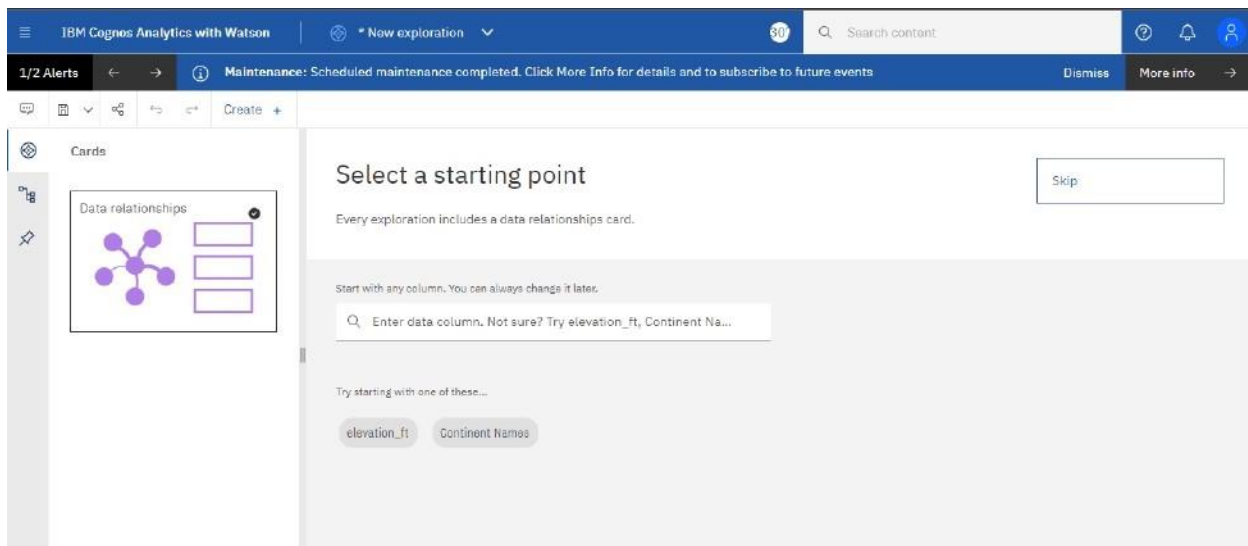 IBM Cognos Analytics with Watson
* New exploration
30
Search content
1/2 Alerts
Maintenance: Scheduled maintenance completed. Click More Info for details and to subscribe to future events
Dismiss
More info
Create +
Cards
Data relationships
Select a starting point
Skip
Every exploration includes a data relationships card.
Start with any column. You can always change it later.
Enter data column. Not sure? Try elevation_ft, Continent Na...
Try starting with one of these...
elevation_ft
Continent Names